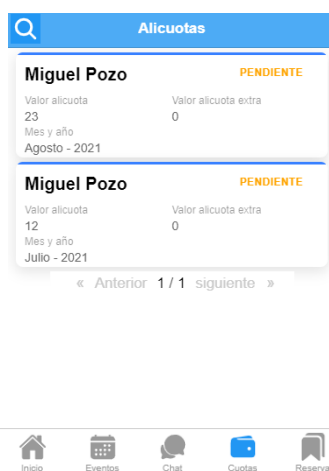 Alicuotas
Miguel Pozo PENDIENTE
Valor alicuota Valor alicuota extra
23 0
Mes y año
Agosto - 2021
Miguel Pozo PENDIENTE
Valor alicuota Valor alicuota extra
12 0
Mes y año
Julio - 2021
« Anterior 1 / 1 siguiente »
Inicio Eventos Chat Cuotas Reserva